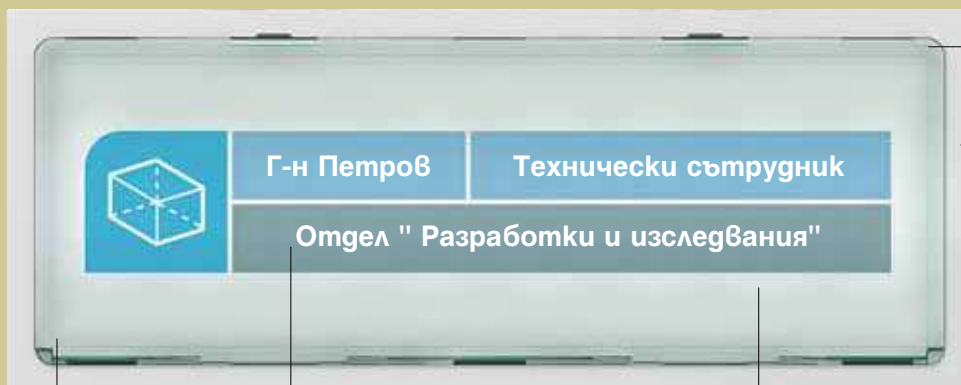 Г-н Петров Технически сътрудник
Отдел " Разработки и изследвания"